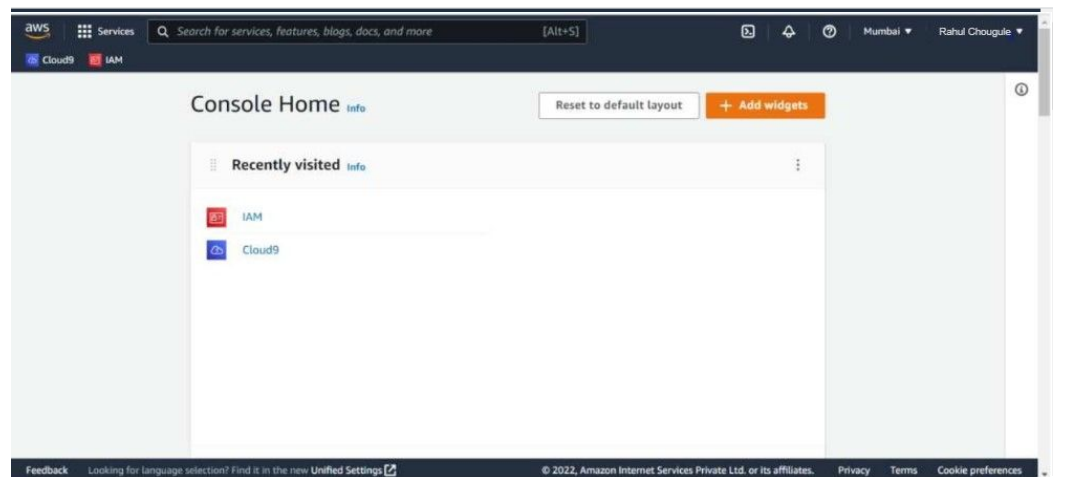 aws Services Search for services, features, blogs, docs, and more [Alt+S] Mumbai ▼ Rahul Chougule ▼
Cloud9 IAM
Console Home Info Reset to default layout + Add widgets
Recently visited Info
IAM
Cloud9
Feedback Looking for language selection? Find it in the new Unified Settings © 2022, Amazon Internet Services Private Ltd. or its affiliates. Privacy Terms Cookie preferences